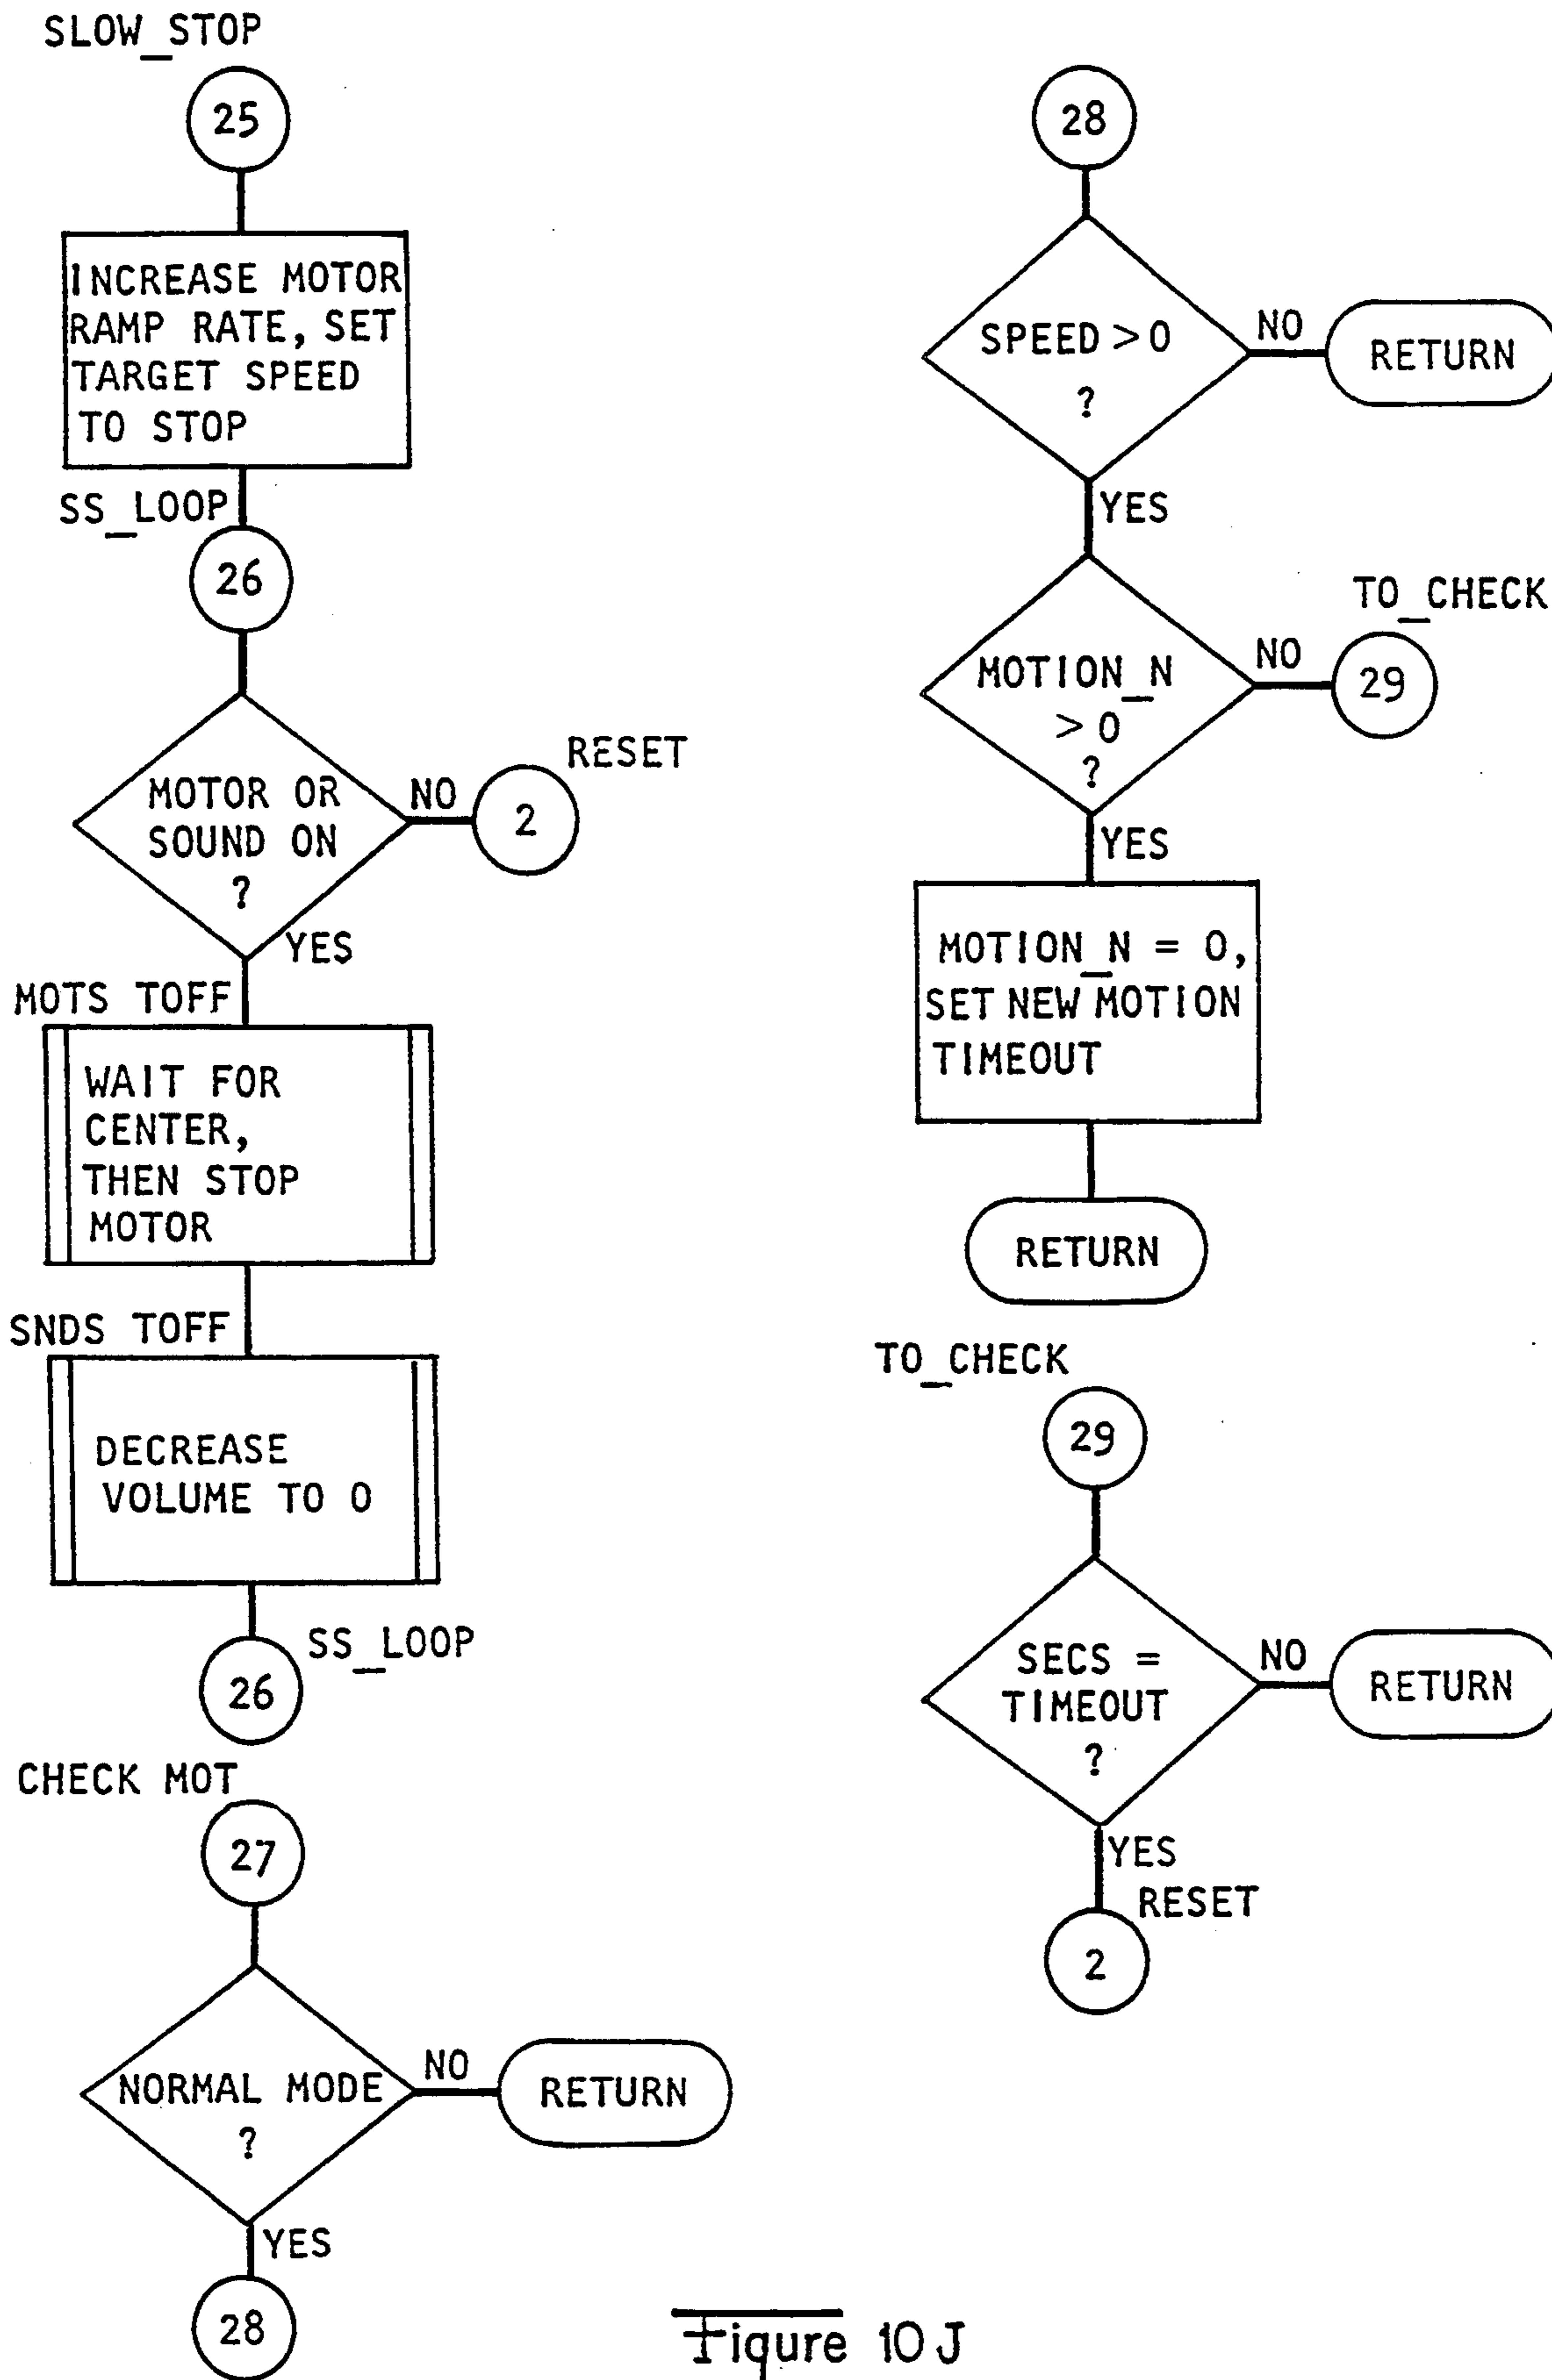 SLOW_STOP
25
INCREASE MOTOR
RAMP RATE, SET
TARGET SPEED
TO STOP
SS_LOOP
26
MOTOR OR
SOUND ON
?
NO
RESET
2
YES
MOTS TOFF
WAIT FOR
CENTER,
THEN STOP
MOTOR
SNDS TOFF
DECREASE
VOLUME TO 0
SS_LOOP
26
CHECK MOT
27
NORMAL MODE
?
NO
RETURN
YES
28
28
SPEED > 0
?
NO
RETURN
YES
MOTION_N
> 0
?
NO
TO_CHECK
29
YES
MOTION_N = 0,
SET NEW MOTION
TIMEOUT
RETURN
TO_CHECK
29
SECS =
TIMEOUT
?
NO
RETURN
YES
RESET
2
Figure 10J